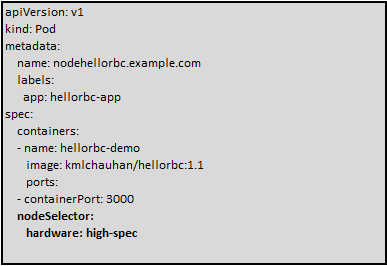 apiVersion: v1
kind: Pod
metadata:
   name: nodehellorbc.example.com
   labels:
    app: hellorbc-app
spec:
   containers:
   - name: hellorbc-demo
     image: kmlchauhan/hellorbc:1.1
     ports:
   - containerPort: 3000
   nodeSelector:
     hardware: high-spec